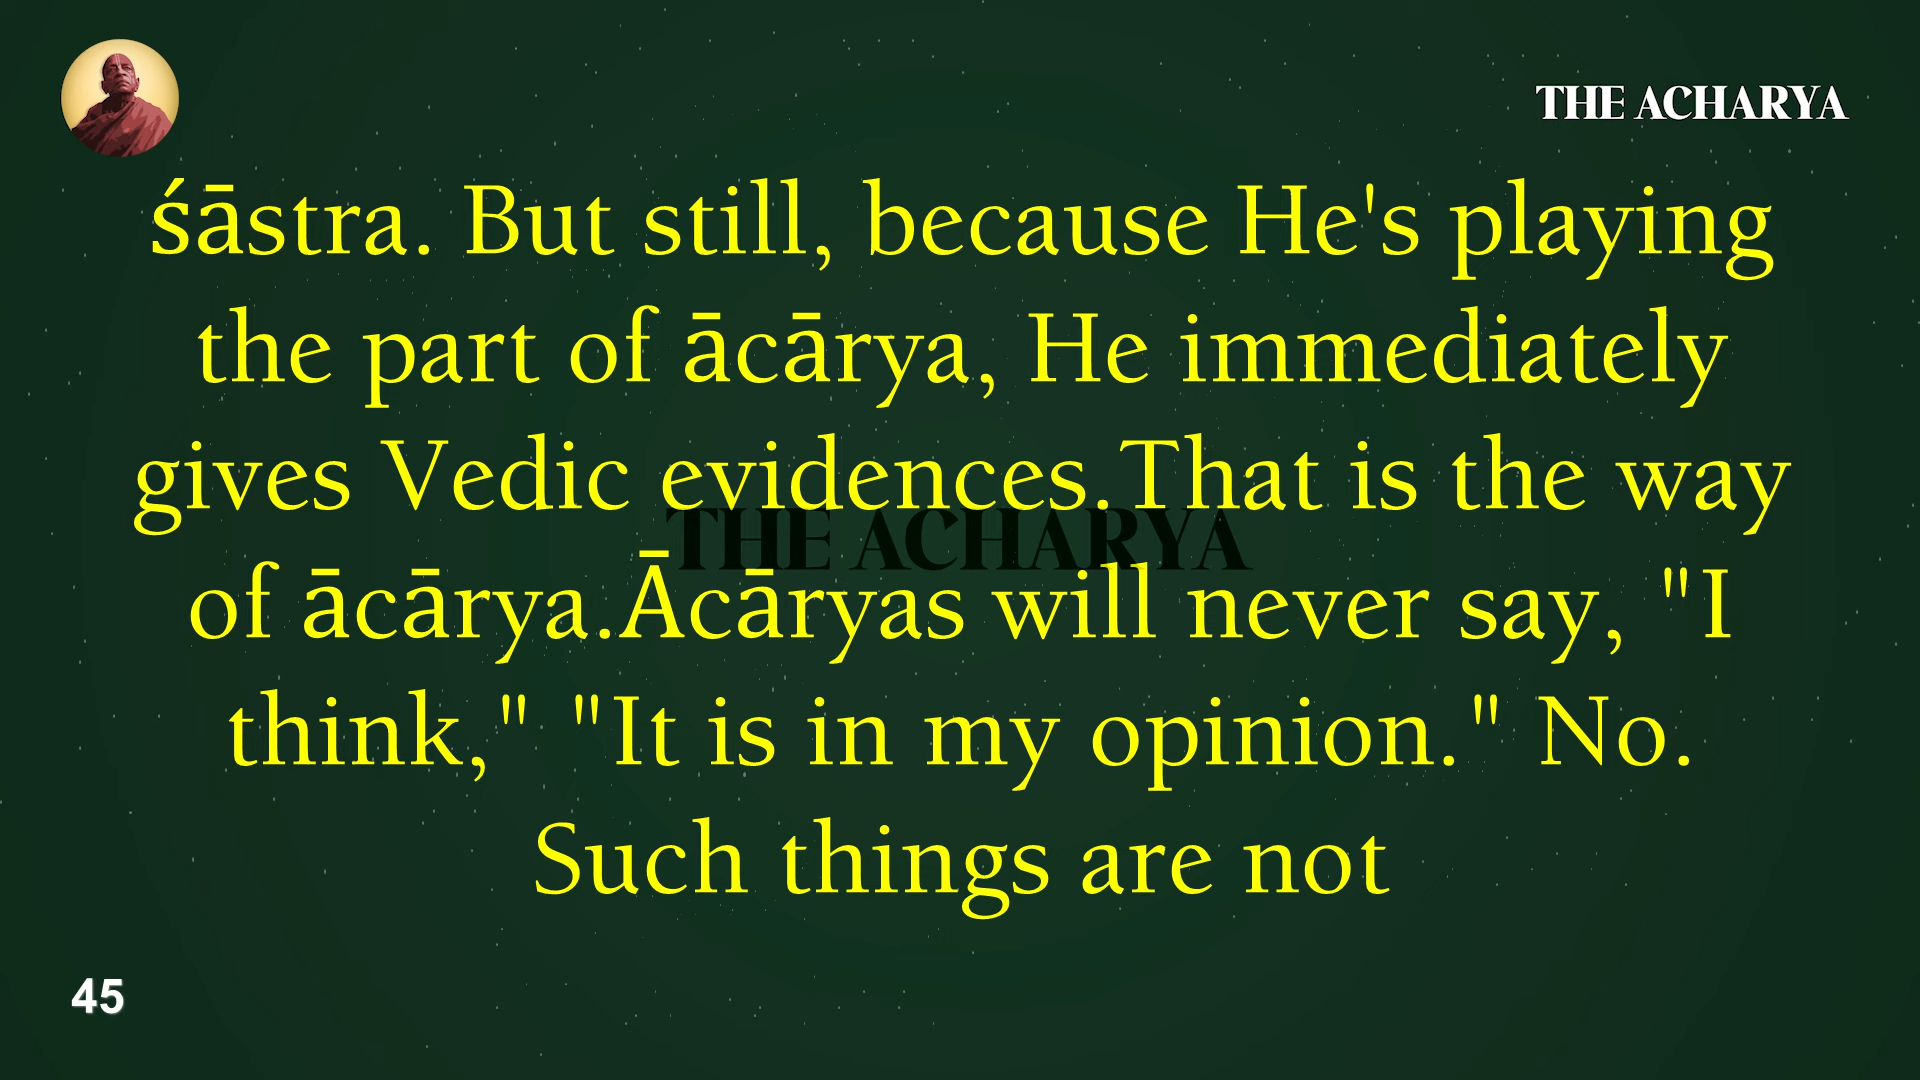 THE ACHARYA
śāstra. But still, because He's playing
the part of ācārya, He immediately
gives Vedic evidences.That is the way
THE ACHARYA
of ācārya.Ācāryas will never say, "I
think," "It is in my opinion." No.
Such things are not
45